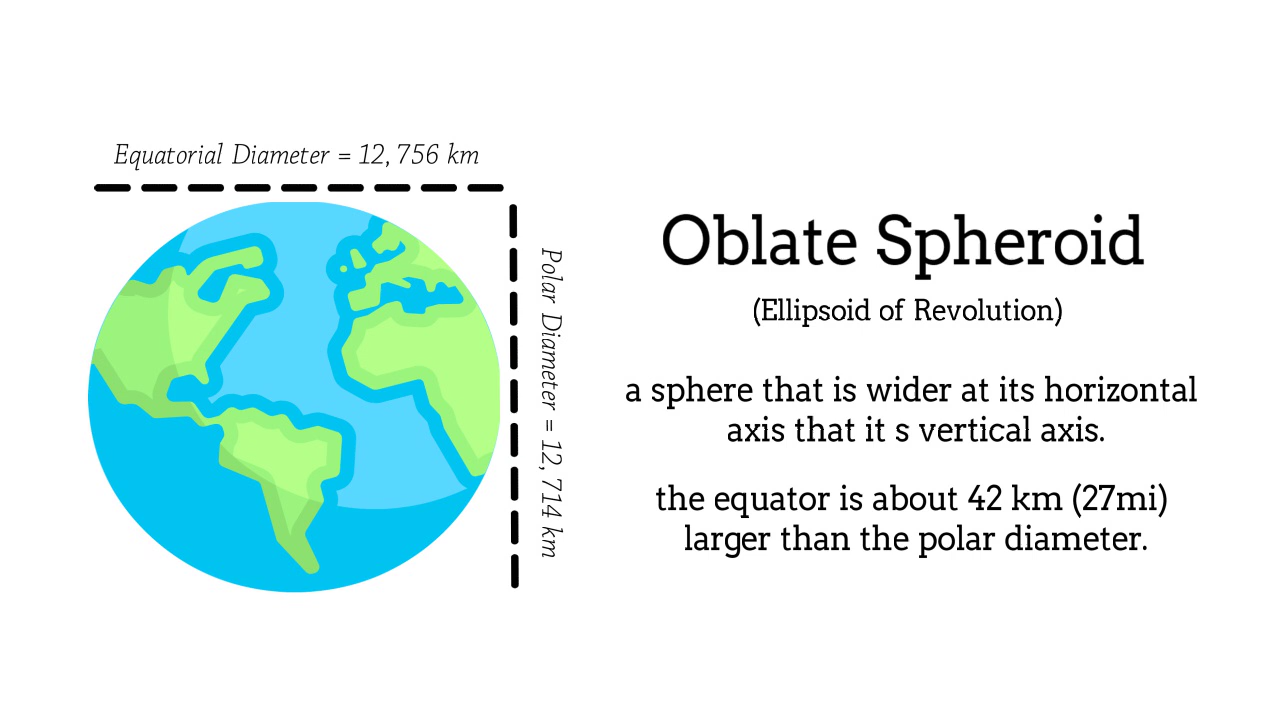 Equatorial Diameter = 12, 756 km
Polar Diameter = 12, 714 km
Oblate Spheroid
(Ellipsoid of Revolution)
a sphere that is wider at its horizontal
axis that it s vertical axis.
the equator is about 42 km (27mi)
larger than the polar diameter.